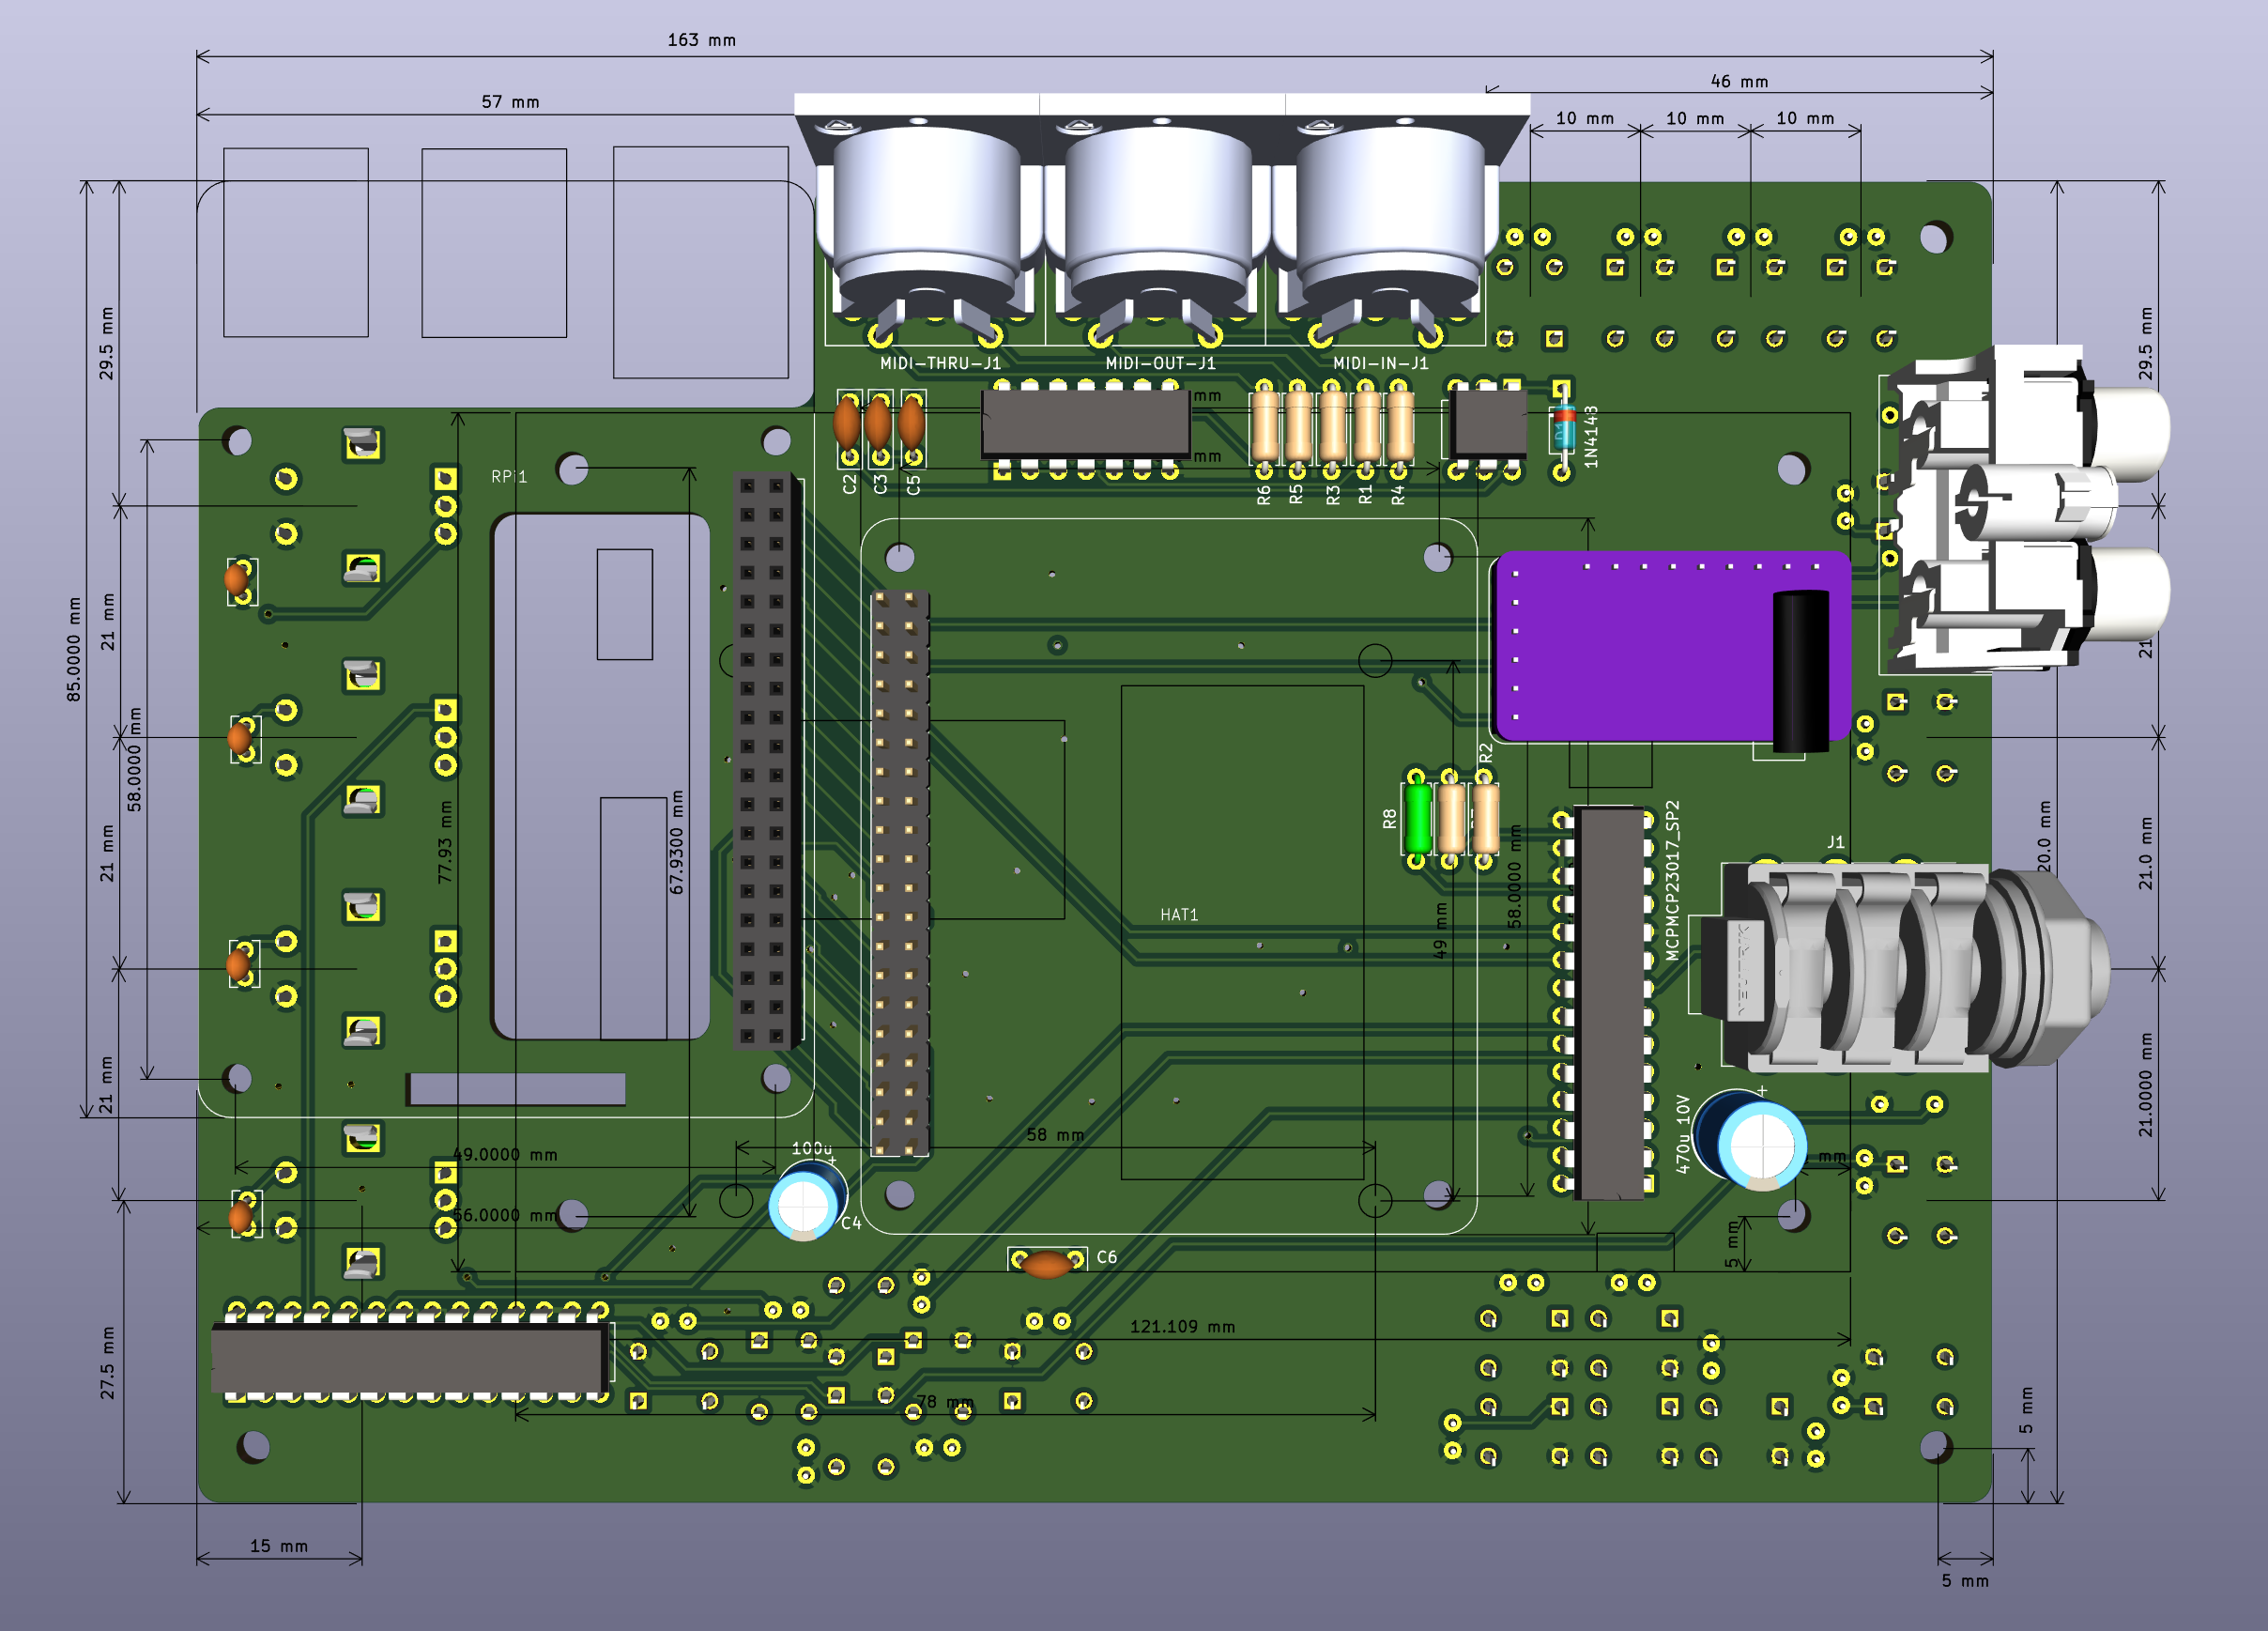 163 mm
46 mm
57 mm
10 mm
10 mm
10 mm
29.5 mm
29.5 mm
MIDI-THRU-J1
MIDI-OUT-J1
MIDI-IN-J1
mm
mm
1N4148
D1
C2
C3
C5
R6
R5
R3
R1
R4
RPi1
21 mm
85.0000 mm
58.0000 mm
21
R2
R8
77.93 mm
67.9300 mm
21 mm
MCPMCP23017_SP2
J1
20.0 mm
21.0 mm
58.0000 mm
49 mm
HAT1
21 mm
21.0000 mm
470u 10V
+
58 mm
100u
+
49.0000 mm
mm
56.0000 mm
C4
C6
5 mm
121.109 mm
27.5 mm
78 mm
5 mm
15 mm
5 mm